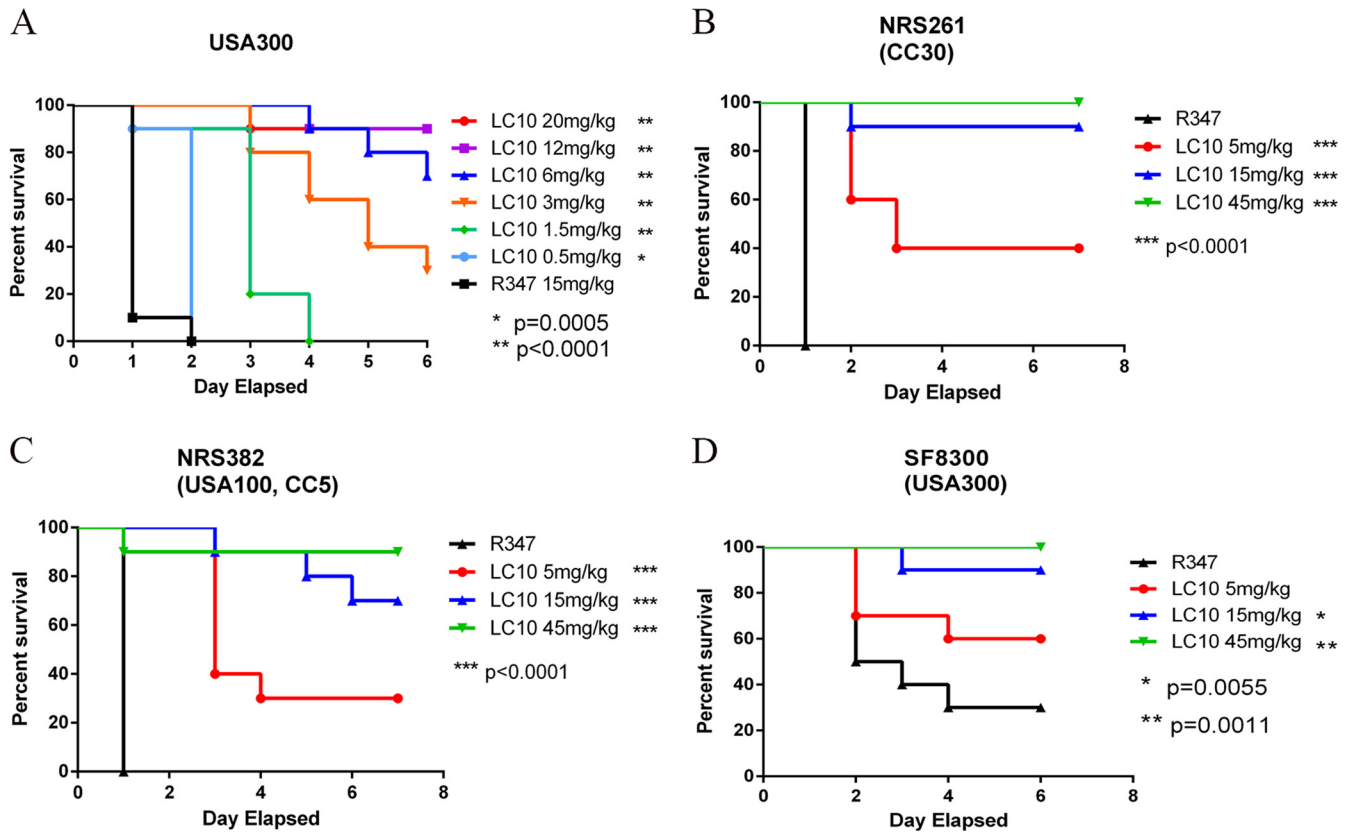 A
USA300
Percent survival
100
80
60
40
20
0
0 1 2 3 4 5 6
Day Elapsed
LC10 20mg/kg **
LC10 12mg/kg **
LC10 6mg/kg **
LC10 3mg/kg **
LC10 1.5mg/kg **
LC10 0.5mg/kg *
R347 15mg/kg
* p=0.0005
** p<0.0001
B
NRS261
(CC30)
Percent survival
100
80
60
40
20
0
0 2 4 6 8
Day Elapsed
R347
LC10 5mg/kg ***
LC10 15mg/kg ***
LC10 45mg/kg ***
*** p<0.0001
C
NRS382
(USA100, CC5)
Percent survival
100
80
60
40
20
0
0 2 4 6 8
Day Elapsed
R347
LC10 5mg/kg ***
LC10 15mg/kg ***
LC10 45mg/kg ***
*** p<0.0001
D
SF8300
(USA300)
Percent survival
100
80
60
40
20
0
0 2 4 6 8
Day Elapsed
R347
LC10 5mg/kg
LC10 15mg/kg *
LC10 45mg/kg **
* p=0.0055
** p=0.0011